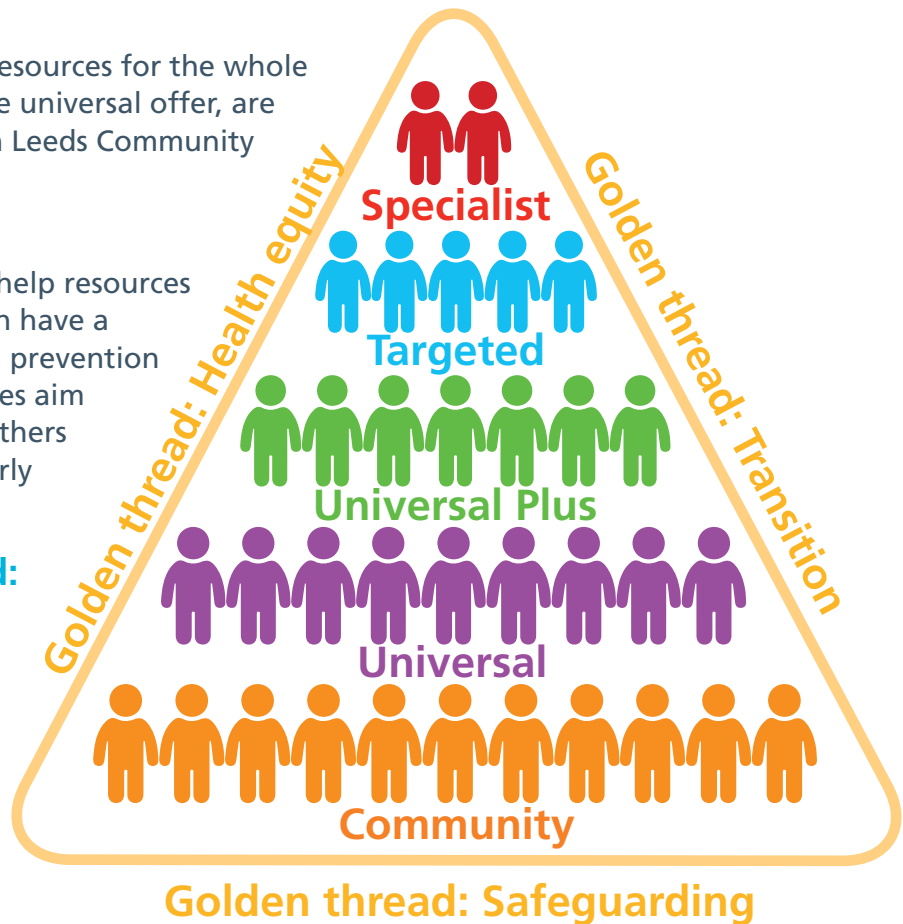 esources for the whole
e universal offer, are
Leeds Community
help resources
have a
prevention
es aim
thers
rly
d:
Golden thread: Health equity
Golden thread: Transition
Specialist
Targeted
Universal Plus
Universal
Community
Golden thread: Safeguarding